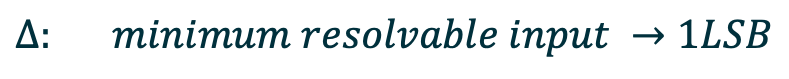 Δ: minimum resolvable input → 1LSB